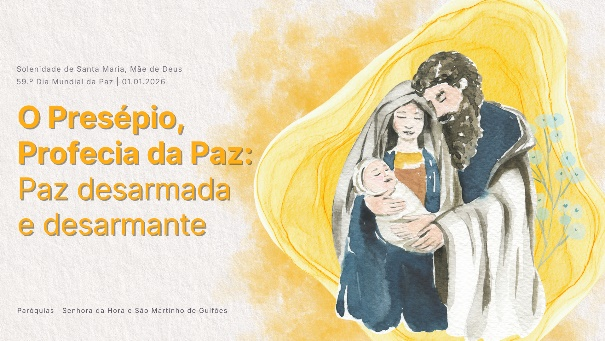 Solenidade de Santa Maria, Mãe de Deus
59.º Dia Mundial da Paz | 01.01.2026
O Presépio,
Profecia da Paz:
Paz desarmada
e desarmante
Paróquias - Senhora da Hora e São Martinho de Guifões